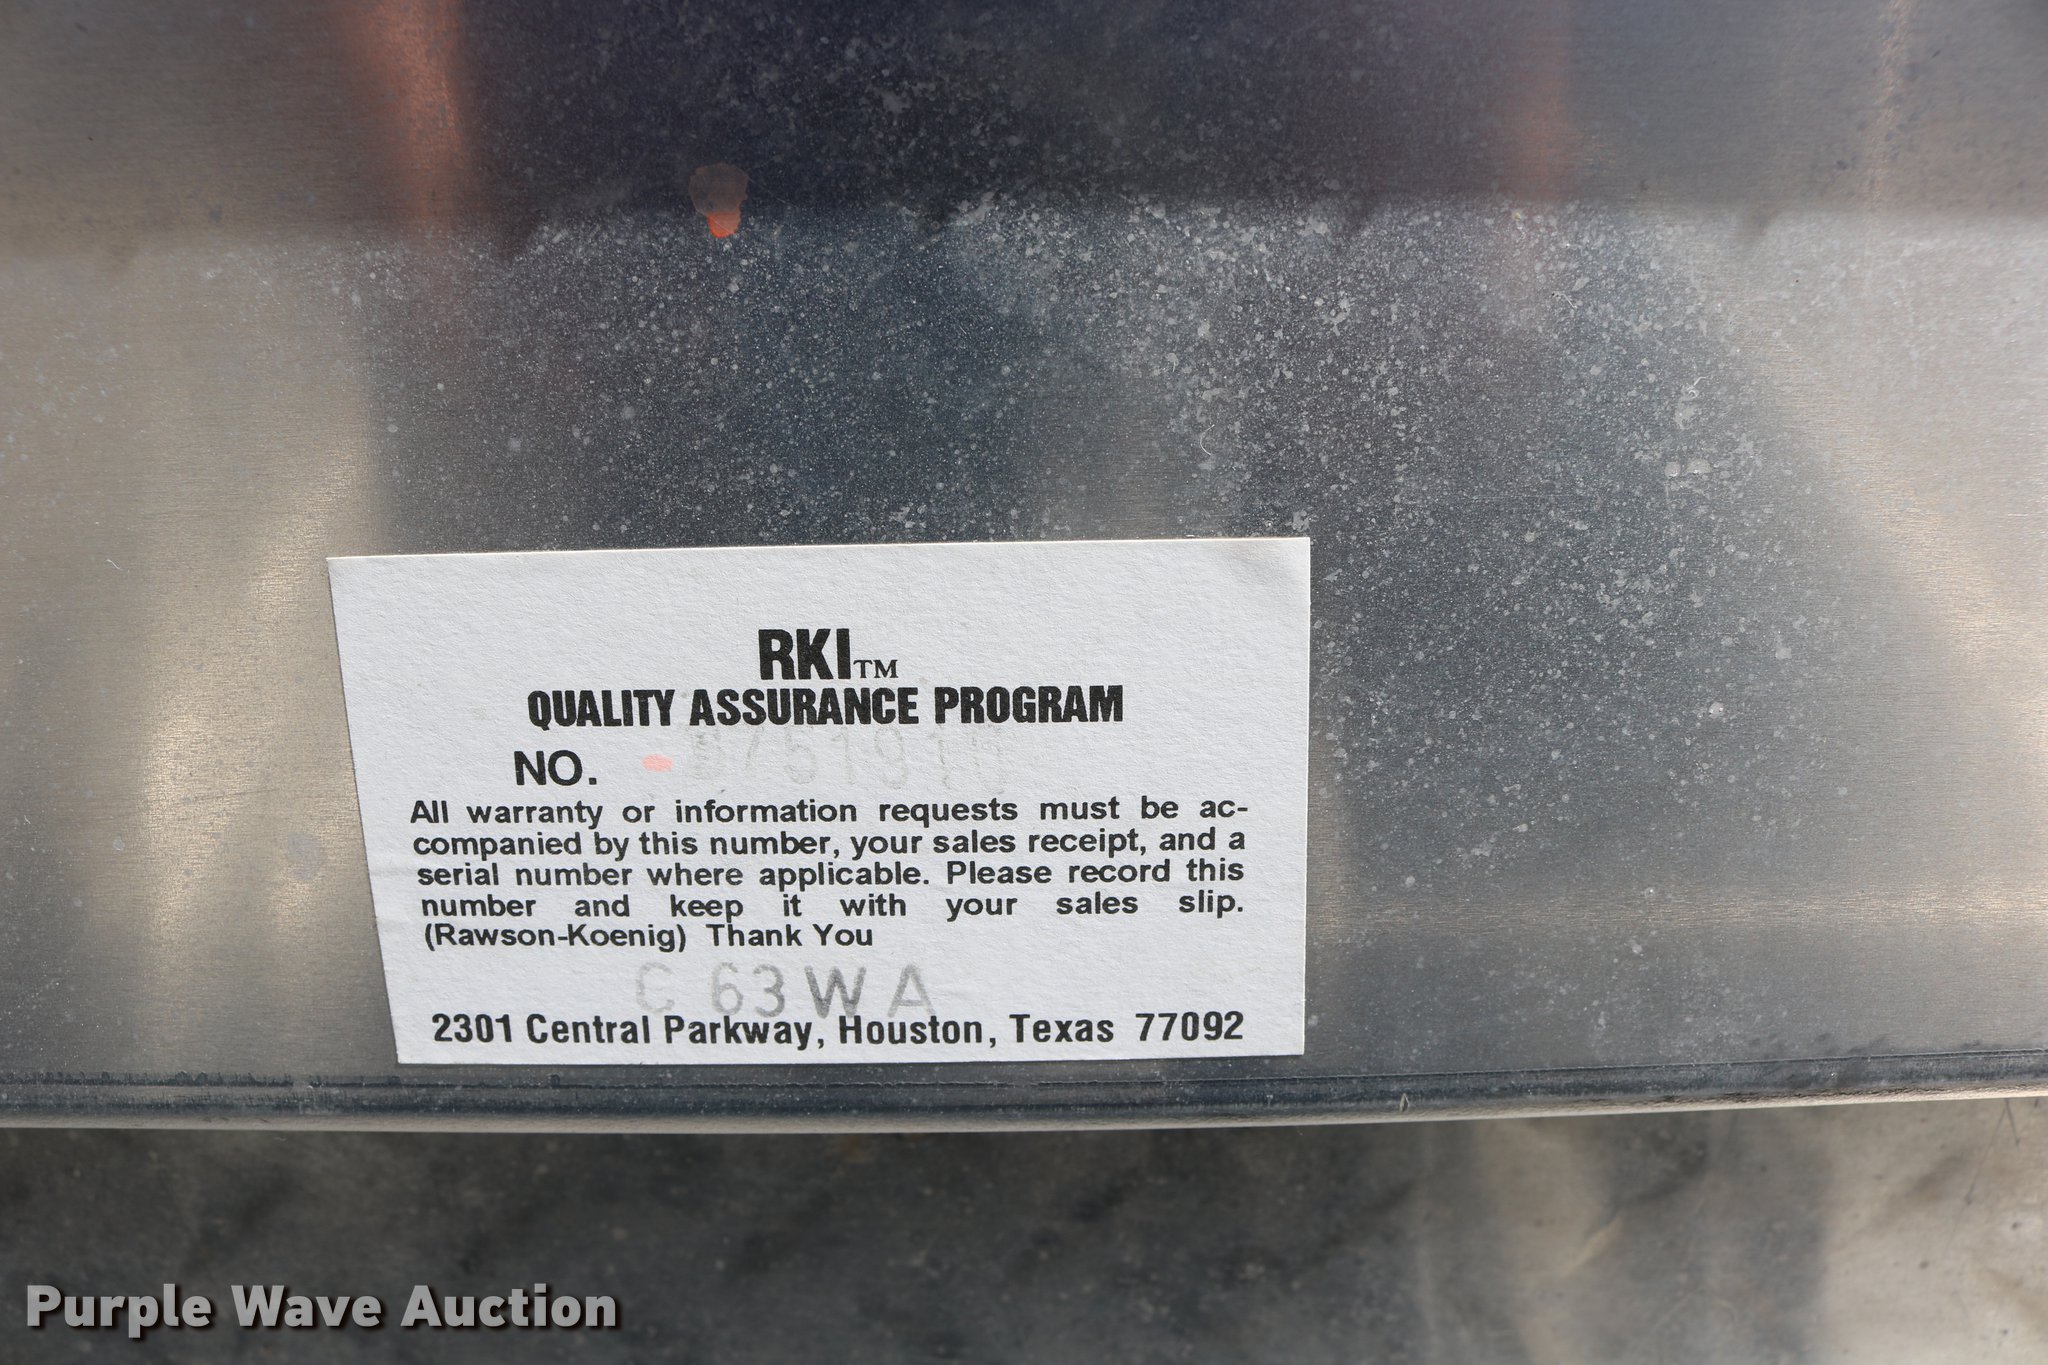 RKI™
QUALITY ASSURANCE PROGRAM
NO.
All warranty or information requests must be ac-
companied by this number, your sales receipt, and a
serial number where applicable. Please record this
number and keep it with your sales slip.
(Rawson-Koenig) Thank You
C 63 W A
2301 Central Parkway, Houston, Texas 77092
Purple Wave Auction